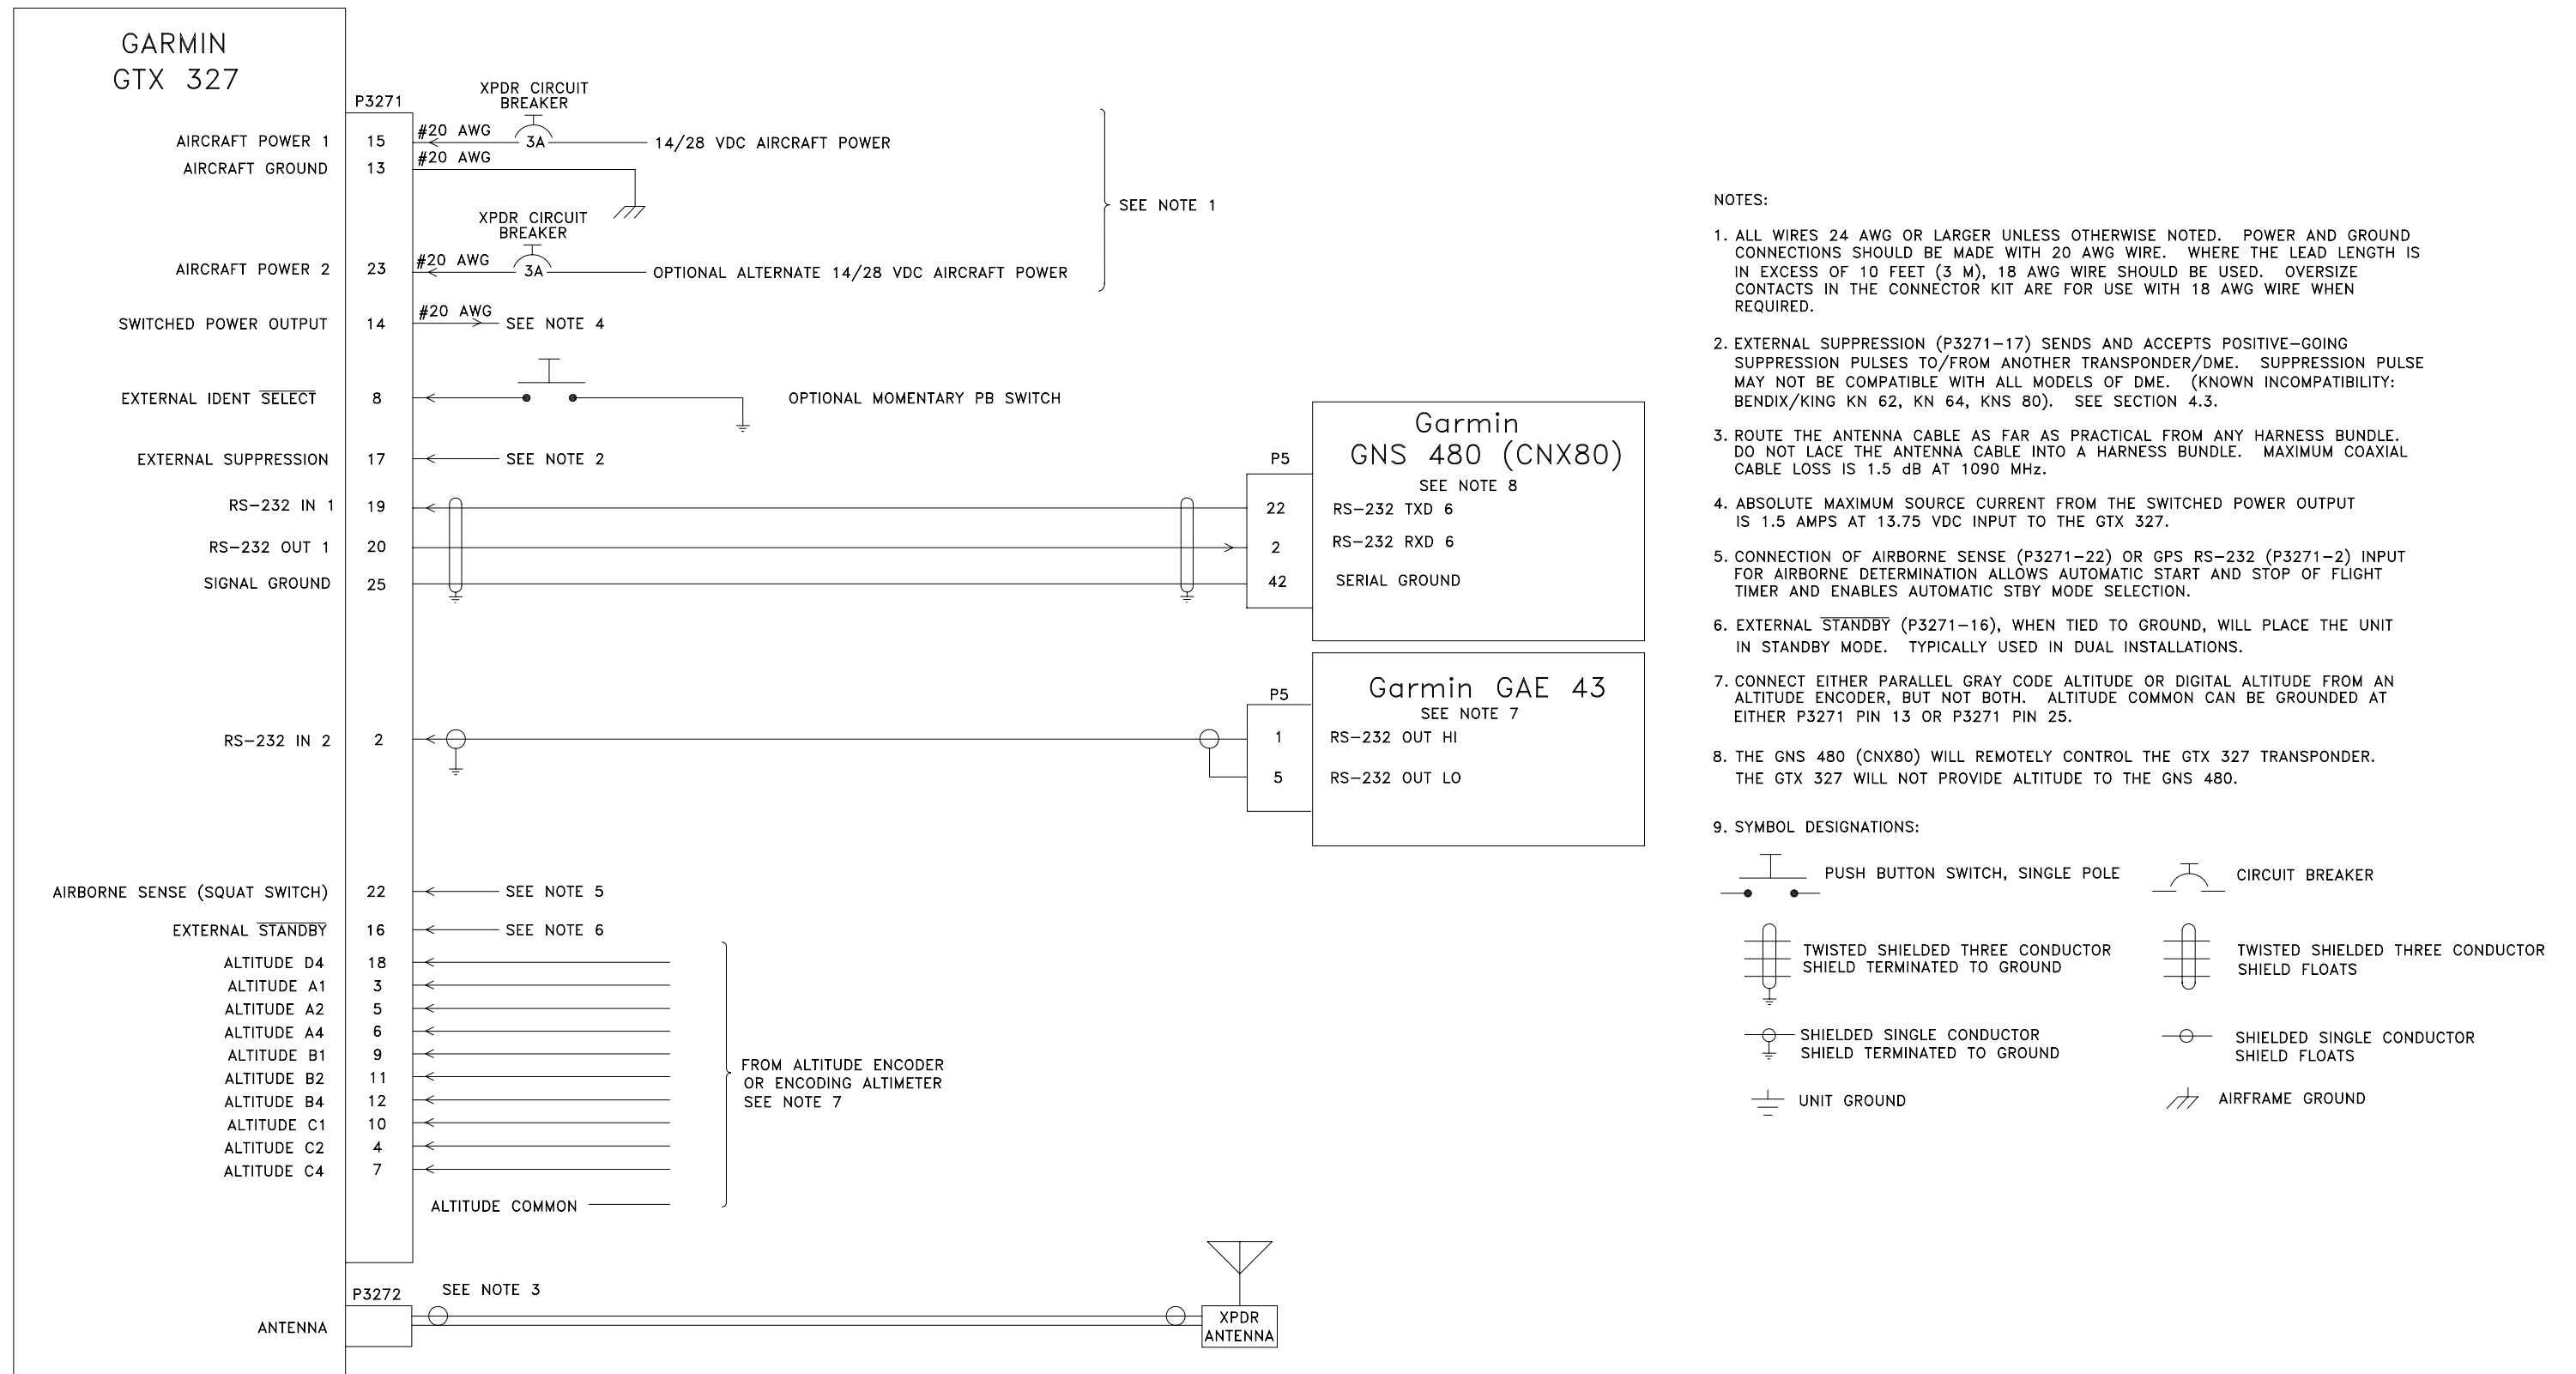 GARMIN
GTX 327
P3271
XPDR CIRCUIT
BREAKER
AIRCRAFT POWER 1 15 #20 AWG 3A 14/28 VDC AIRCRAFT POWER
AIRCRAFT GROUND 13 #20 AWG
XPDR CIRCUIT
BREAKER
AIRCRAFT POWER 2 23 #20 AWG 3A OPTIONAL ALTERNATE 14/28 VDC AIRCRAFT POWER
SEE NOTE 1
SWITCHED POWER OUTPUT 14 #20 AWG SEE NOTE 4
EXTERNAL IDENT SELECT 8 OPTIONAL MOMENTARY PB SWITCH
EXTERNAL SUPPRESSION 17 SEE NOTE 2
RS-232 IN 1 19
RS-232 OUT 1 20
SIGNAL GROUND 25
P5
Garmin
GNS 480 (CNX80)
SEE NOTE 8
22 RS-232 TXD 6
2 RS-232 RXD 6
42 SERIAL GROUND
RS-232 IN 2 2
P5
Garmin GAE 43
SEE NOTE 7
1 RS-232 OUT HI
5 RS-232 OUT LO
AIRBORNE SENSE (SQUAT SWITCH) 22 SEE NOTE 5
EXTERNAL STANDBY 16 SEE NOTE 6
ALTITUDE D4 18
ALTITUDE A1 3
ALTITUDE A2 5
ALTITUDE A4 6
ALTITUDE B1 9
ALTITUDE B2 11
ALTITUDE B4 12
ALTITUDE C1 10
ALTITUDE C2 4
ALTITUDE C4 7
ALTITUDE COMMON
FROM ALTITUDE ENCODER
OR ENCODING ALTIMETER
SEE NOTE 7
P3272
SEE NOTE 3
ANTENNA
XPDR
ANTENNA
NOTES:
1. ALL WIRES 24 AWG OR LARGER UNLESS OTHERWISE NOTED. POWER AND GROUND
CONNECTIONS SHOULD BE MADE WITH 20 AWG WIRE. WHERE THE LEAD LENGTH IS
IN EXCESS OF 10 FEET (3 M), 18 AWG WIRE SHOULD BE USED. OVERSIZE
CONTACTS IN THE CONNECTOR KIT ARE FOR USE WITH 18 AWG WIRE WHEN
REQUIRED.
2. EXTERNAL SUPPRESSION (P3271-17) SENDS AND ACCEPTS POSITIVE-GOING
SUPPRESSION PULSES TO/FROM ANOTHER TRANSPONDER/DME. SUPPRESSION PULSE
MAY NOT BE COMPATIBLE WITH ALL MODELS OF DME. (KNOWN INCOMPATIBILITY:
BENDIX/KING KN 62, KN 64, KNS 80). SEE SECTION 4.3.
3. ROUTE THE ANTENNA CABLE AS FAR AS PRACTICAL FROM ANY HARNESS BUNDLE.
DO NOT LACE THE ANTENNA CABLE INTO A HARNESS BUNDLE. MAXIMUM COAXIAL
CABLE LOSS IS 1.5 dB AT 1090 MHz.
4. ABSOLUTE MAXIMUM SOURCE CURRENT FROM THE SWITCHED POWER OUTPUT
IS 1.5 AMPS AT 13.75 VDC INPUT TO THE GTX 327.
5. CONNECTION OF AIRBORNE SENSE (P3271-22) OR GPS RS-232 (P3271-2) INPUT
FOR AIRBORNE DETERMINATION ALLOWS AUTOMATIC START AND STOP OF FLIGHT
TIMER AND ENABLES AUTOMATIC STBY MODE SELECTION.
6. EXTERNAL STANDBY (P3271-16), WHEN TIED TO GROUND, WILL PLACE THE UNIT
IN STANDBY MODE. TYPICALLY USED IN DUAL INSTALLATIONS.
7. CONNECT EITHER PARALLEL GRAY CODE ALTITUDE OR DIGITAL ALTITUDE FROM AN
ALTITUDE ENCODER, BUT NOT BOTH. ALTITUDE COMMON CAN BE GROUNDED AT
EITHER P3271 PIN 13 OR P3271 PIN 25.
8. THE GNS 480 (CNX80) WILL REMOTELY CONTROL THE GTX 327 TRANSPONDER.
THE GTX 327 WILL NOT PROVIDE ALTITUDE TO THE GNS 480.
9. SYMBOL DESIGNATIONS:
PUSH BUTTON SWITCH, SINGLE POLE
CIRCUIT BREAKER
TWISTED SHIELDED THREE CONDUCTOR
SHIELD TERMINATED TO GROUND
TWISTED SHIELDED THREE CONDUCTOR
SHIELD FLOATS
SHIELDED SINGLE CONDUCTOR
SHIELD TERMINATED TO GROUND
SHIELDED SINGLE CONDUCTOR
SHIELD FLOATS
UNIT GROUND
AIRFRAME GROUND